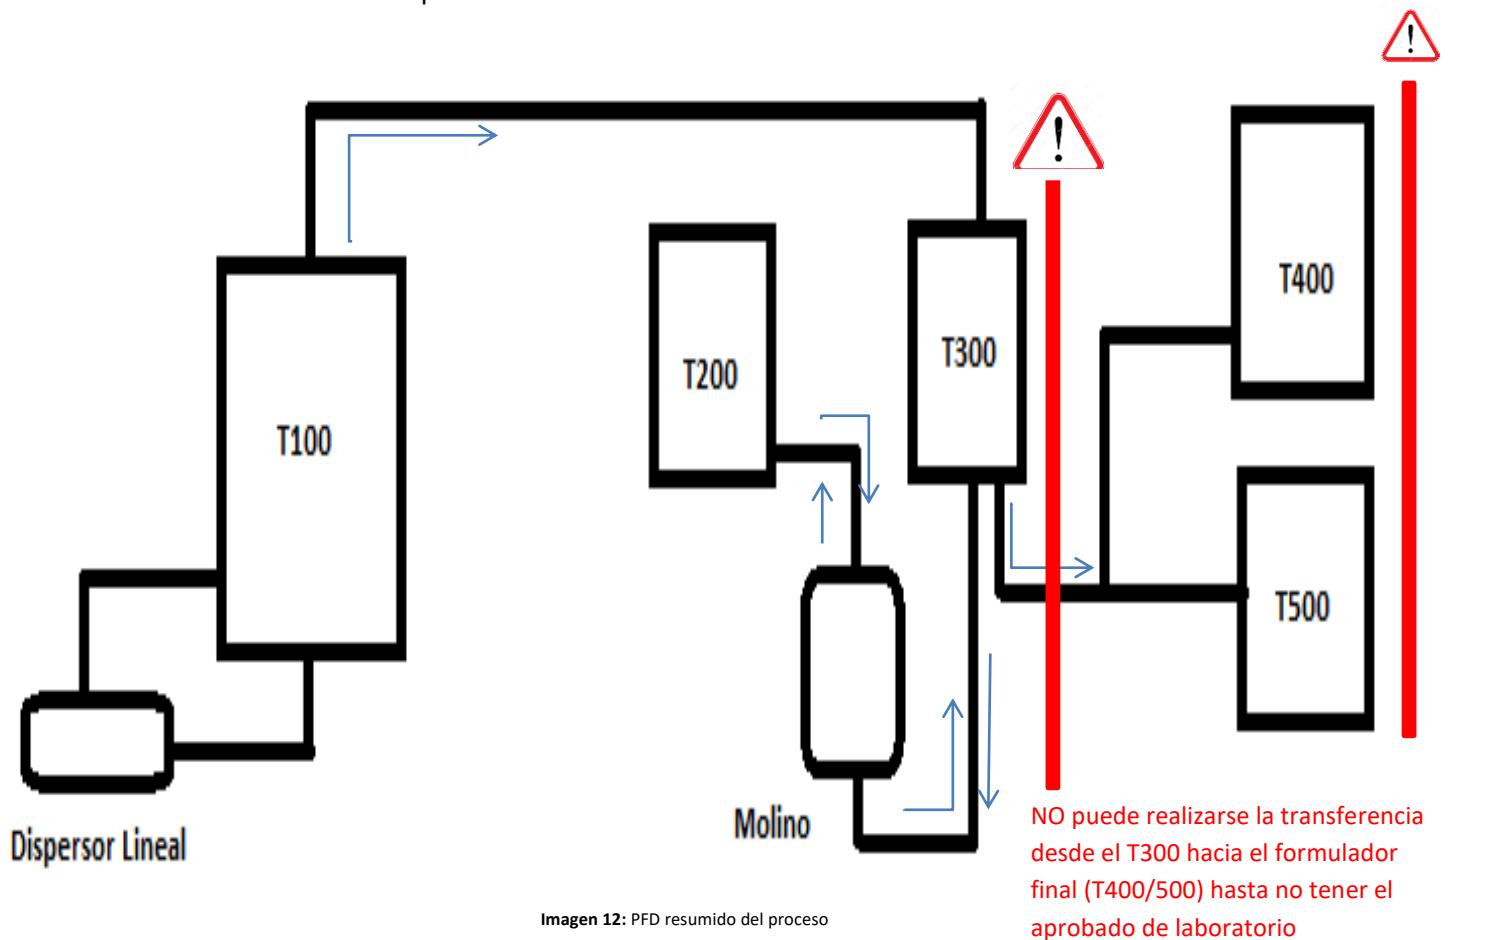 T400
T300
T200
T100
T500
Molino
Dispersor Lineal
NO puede realizarse la transferencia
desde el T300 hacia el formulador
final (T400/500) hasta no tener el
aprobado de laboratorio
Imagen 12: PFD resumido del proceso